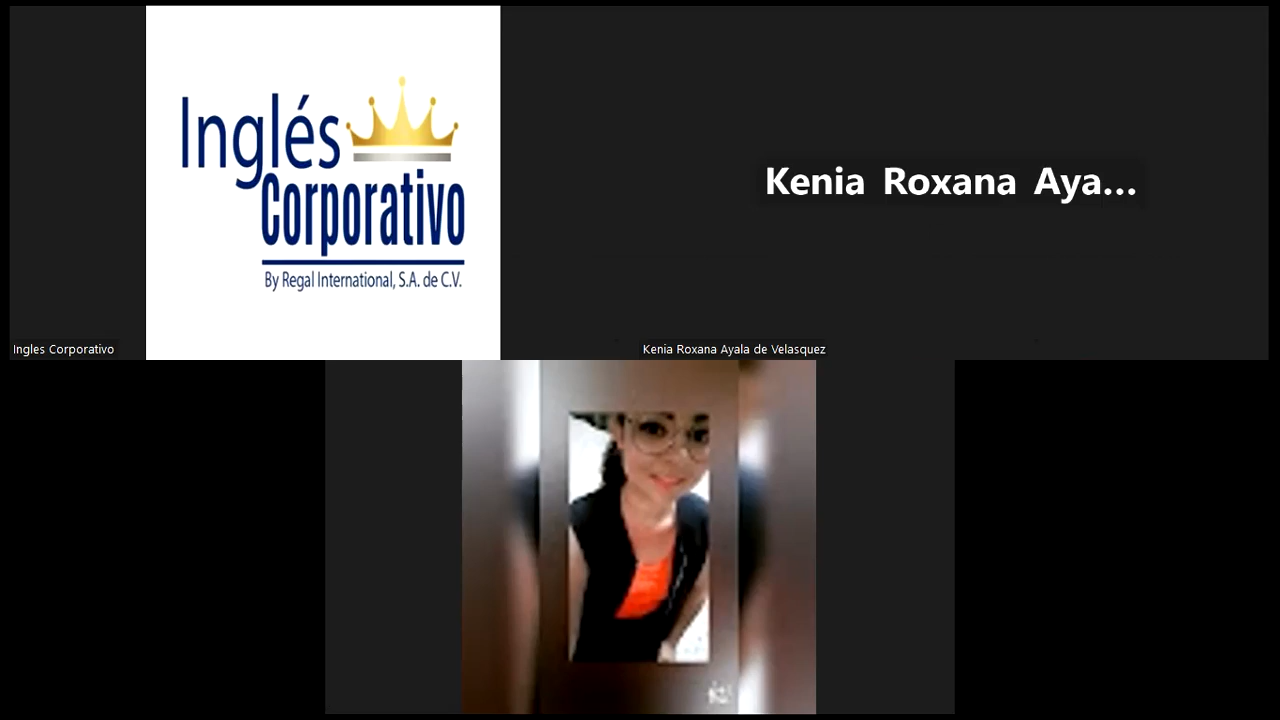 Inglés
Corporativo
By Regal International, S.A. de C.V.
Kenia Roxana Aya...
Ingles Corporativo
Kenia Roxana Ayala de Velasquez